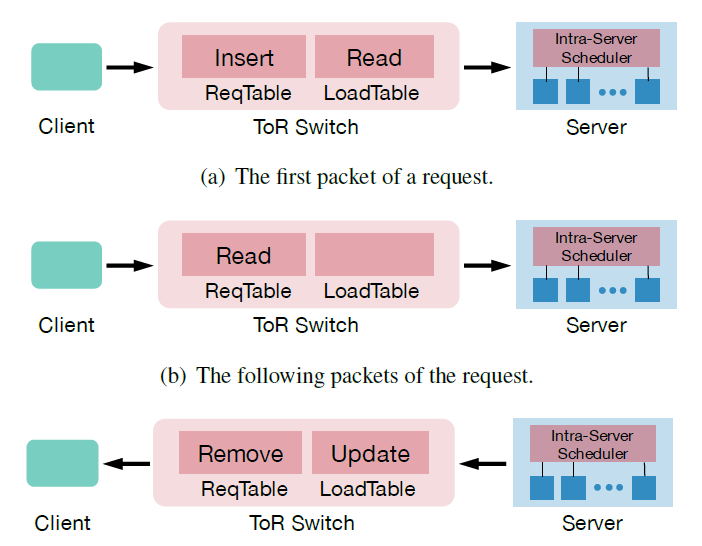 Insert
Read
Intra-Server
Scheduler
ReqTable
LoadTable
Client
ToR Switch
Server
(a) The first packet of a request.
Read
Intra-Server
Scheduler
ReqTable
LoadTable
Client
ToR Switch
Server
(b) The following packets of the request.
Remove
Update
Intra-Server
Scheduler
ReqTable
LoadTable
Client
ToR Switch
Server